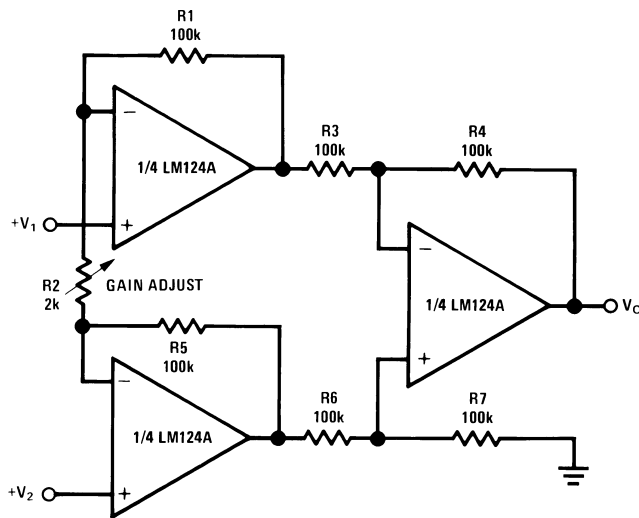 R1
100k
−
1/4 LM124A
+
+V1
R3
100k
R4
100k
R2
2k
GAIN ADJUST
−
1/4 LM124A
+
VO
R5
100k
−
1/4 LM124A
+
+V2
R6
100k
R7
100k